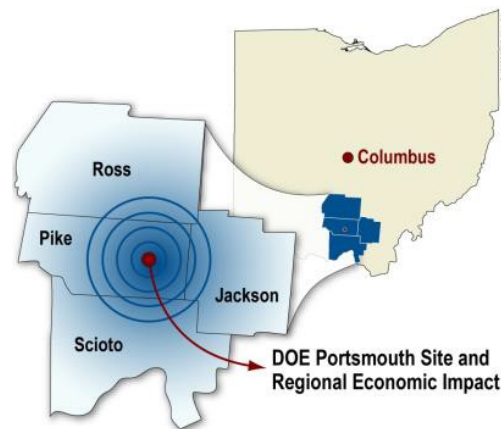 Ross
Columbus
Pike
Jackson
Scioto
DOE Portsmouth Site and
Regional Economic Impact